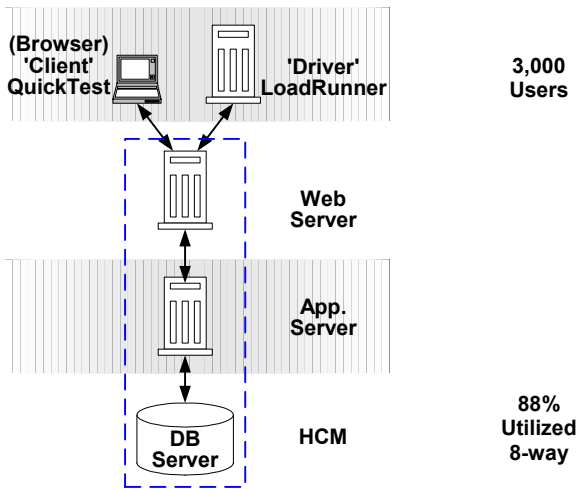 (Browser)
'Client'
QuickTest
'Driver'
LoadRunner
3,000
Users
Web
Server
App.
Server
DB
Server
HCM
88%
Utilized
8-way